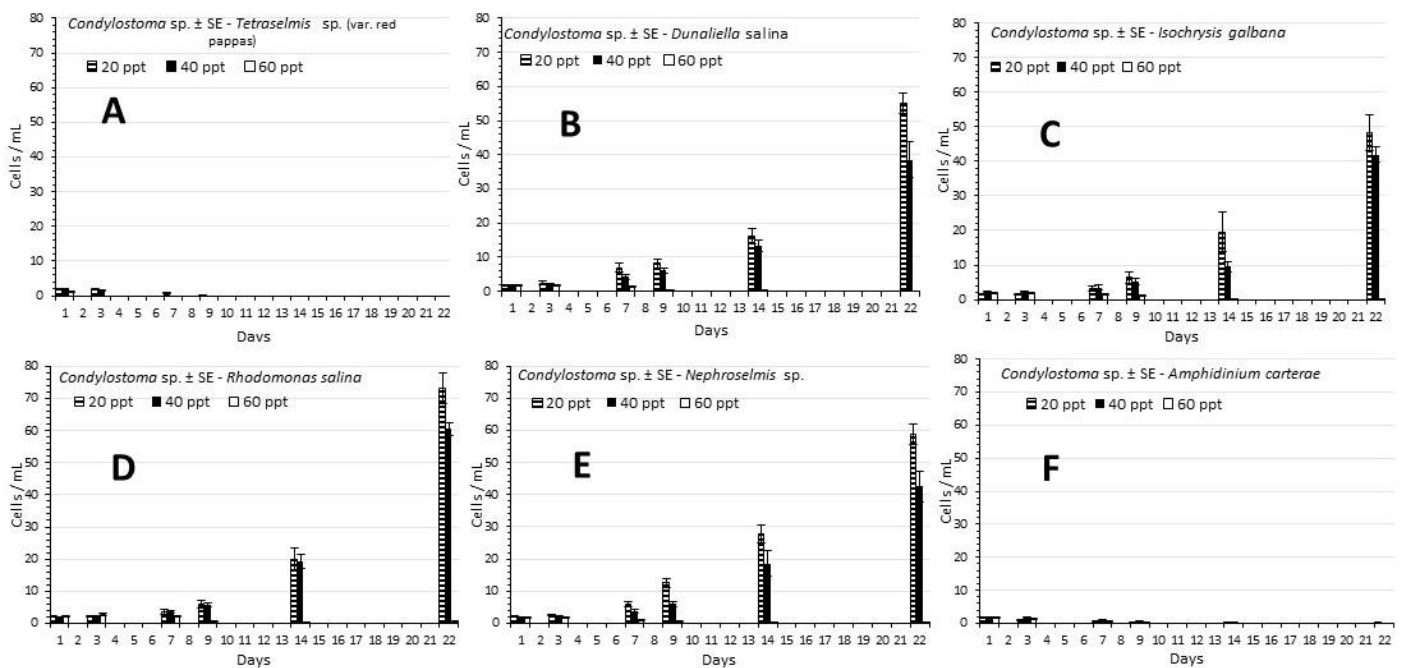 Condylostoma sp. ± SE - Tetraselmis sp. (var. red
pappas)
20 ppt 40 ppt 60 ppt
A
Cells / mL
80
70
60
50
40
30
20
10
0
1 2 3 4 5 6 7 8 9 10 11 12 13 14 15 16 17 18 19 20 21 22
Days
Condylostoma sp. ± SE - Dunaliella salina
20 ppt 40 ppt 60 ppt
B
Cells / mL
80
70
60
50
40
30
20
10
0
1 2 3 4 5 6 7 8 9 10 11 12 13 14 15 16 17 18 19 20 21 22
Days
Condylostoma sp. ± SE - Isochrysis galbana
20 ppt 40 ppt 60 ppt
C
Cells / mL
80
70
60
50
40
30
20
10
0
1 2 3 4 5 6 7 8 9 10 11 12 13 14 15 16 17 18 19 20 21 22
Days
Condylostoma sp. ± SE - Rhodomonas salina
20 ppt 40 ppt 60 ppt
D
Cells / mL
80
70
60
50
40
30
20
10
0
1 2 3 4 5 6 7 8 9 10 11 12 13 14 15 16 17 18 19 20 21 22
Days
Condylostoma sp. ± SE - Nephroselmis sp.
20 ppt 40 ppt 60 ppt
E
Cells / mL
80
70
60
50
40
30
20
10
0
1 2 3 4 5 6 7 8 9 10 11 12 13 14 15 16 17 18 19 20 21 22
Days
Condylostoma sp. ± SE - Amphidinium carterae
20 ppt 40 ppt 60 ppt
F
Cells / mL
80
70
60
50
40
30
20
10
0
1 2 3 4 5 6 7 8 9 10 11 12 13 14 15 16 17 18 19 20 21 22
Days